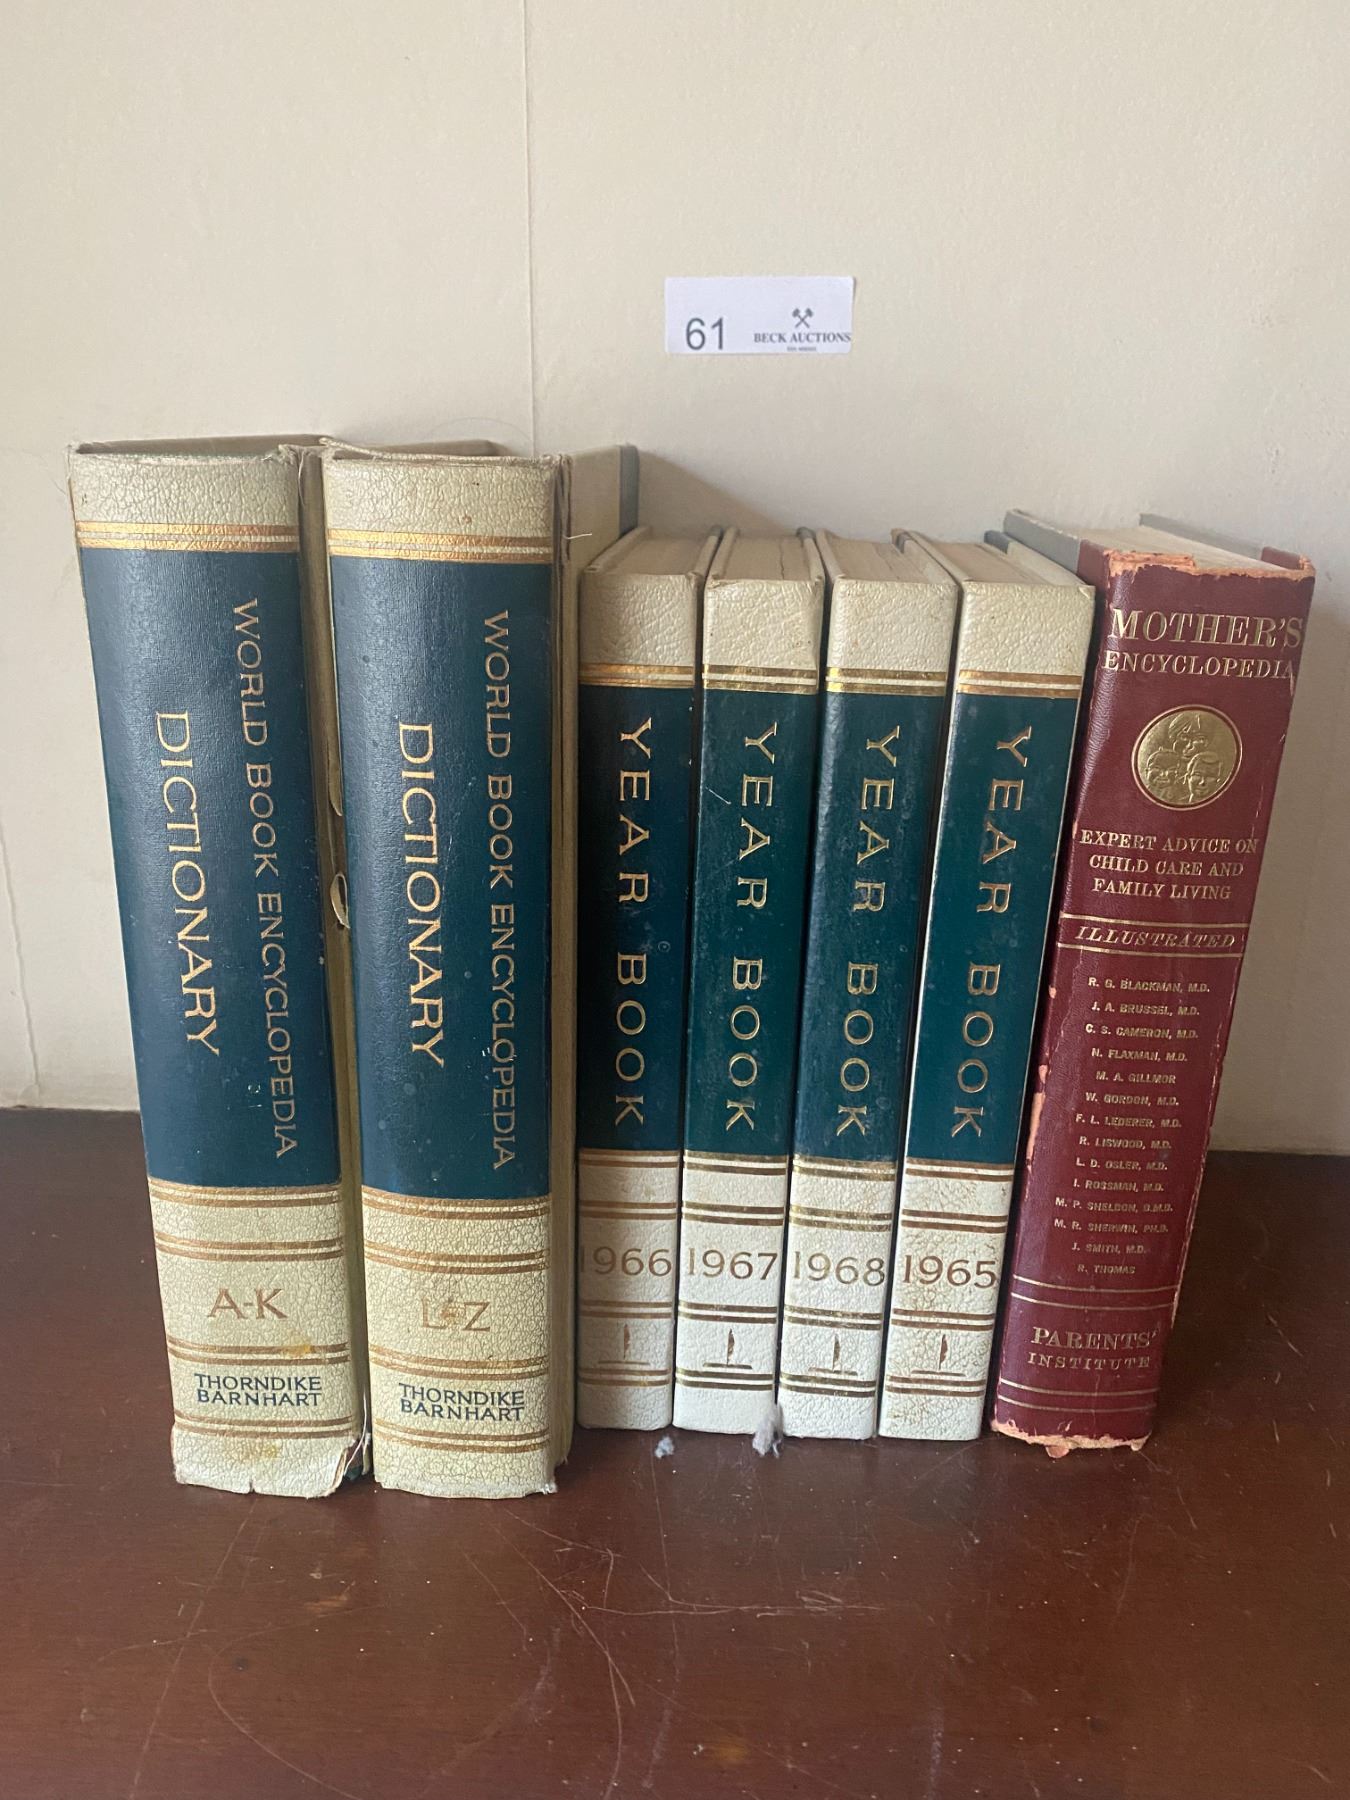 61
BECK AUCTIONS
WORLD BOOK ENCYCLOPEDIA
DICTIONARY
A-K
THORNDIKE
BARNHART
WORLD BOOK ENCYCLOPEDIA
DICTIONARY
L-Z
THORNDIKE
BARNHART
YEAR BOOK
1966
YEAR BOOK
1967
YEAR BOOK
1968
YEAR BOOK
1965
MOTHER'S
ENCYCLOPEDIA
EXPERT ADVICE ON
CHILD CARE AND
FAMILY LIVING
ILLUSTRATED
R. G. BLACKMAN, M.D.
J. A. BRUSSEL, M.D.
C. S. CAMERON, M.D.
N. FLAXMAN, M.D.
M. A. GILLMOR
W. GORDON, M.D.
F. L. LEDERER, M.D.
R. LISWOOD, M.D.
L. D. OSLER, M.D.
I. ROSSMAN, M.D.
M. P. SHELDON, D.M.D.
M. R. SHERWIN, PH.D.
J. SMITH, M.D.
R. THOMAS
PARENTS'
INSTITUTE